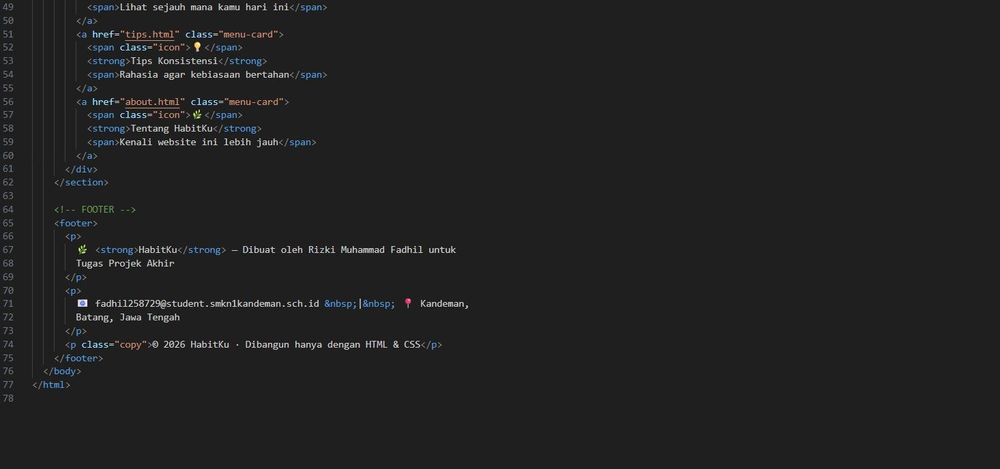 49 <span>Lihat sejauh mana kamu hari ini</span>
50 </a>
51 <a href="tips.html" class="menu-card">
52 <span class="icon">💡</span>
53 <strong>Tips Konsistensi</strong>
54 <span>Rahasia agar kebiasaan bertahan</span>
55 </a>
56 <a href="about.html" class="menu-card">
57 <span class="icon">🌿</span>
58 <strong>Tentang HabitKu</strong>
59 <span>Kenali website ini lebih jauh</span>
60 </a>
61 </div>
62 </section>
63
64 <!-- FOOTER -->
65 <footer>
66 <p>
67 🌿 <strong>HabitKu</strong> — Dibuat oleh Rizki Muhammad Fadhil untuk
68 Tugas Projek Akhir
69 </p>
70 <p>
71 📧 fadhil258729@student.smkn1kandeman.sch.id &nbsp;|&nbsp; 📍 Kandeman,
72 Batang, Jawa Tengah
73 </p>
74 <p class="copy">© 2026 HabitKu · Dibangun hanya dengan HTML & CSS</p>
75 </footer>
76 </body>
77 </html>
78